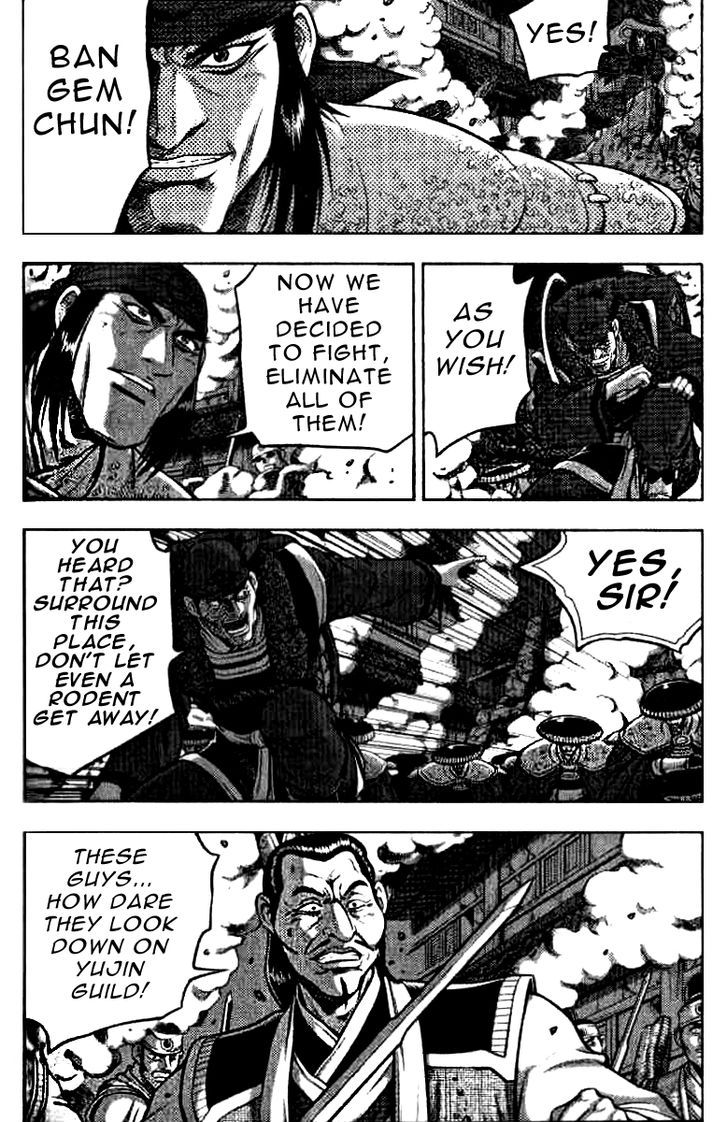 BAN
GEM
CHUN!
YES!
NOW WE
HAVE
DECIDED
TO FIGHT,
ELIMINATE
ALL OF
THEM!
AS
YOU
WISH!
YOU
HEARD
THAT?
SURROUND
THIS
PLACE,
DON'T LET
EVEN A
RODENT
GET AWAY!
YES,
SIR!
THESE
GUYS...
HOW DARE
THEY LOOK
DOWN ON
YUJIN
GUILD!